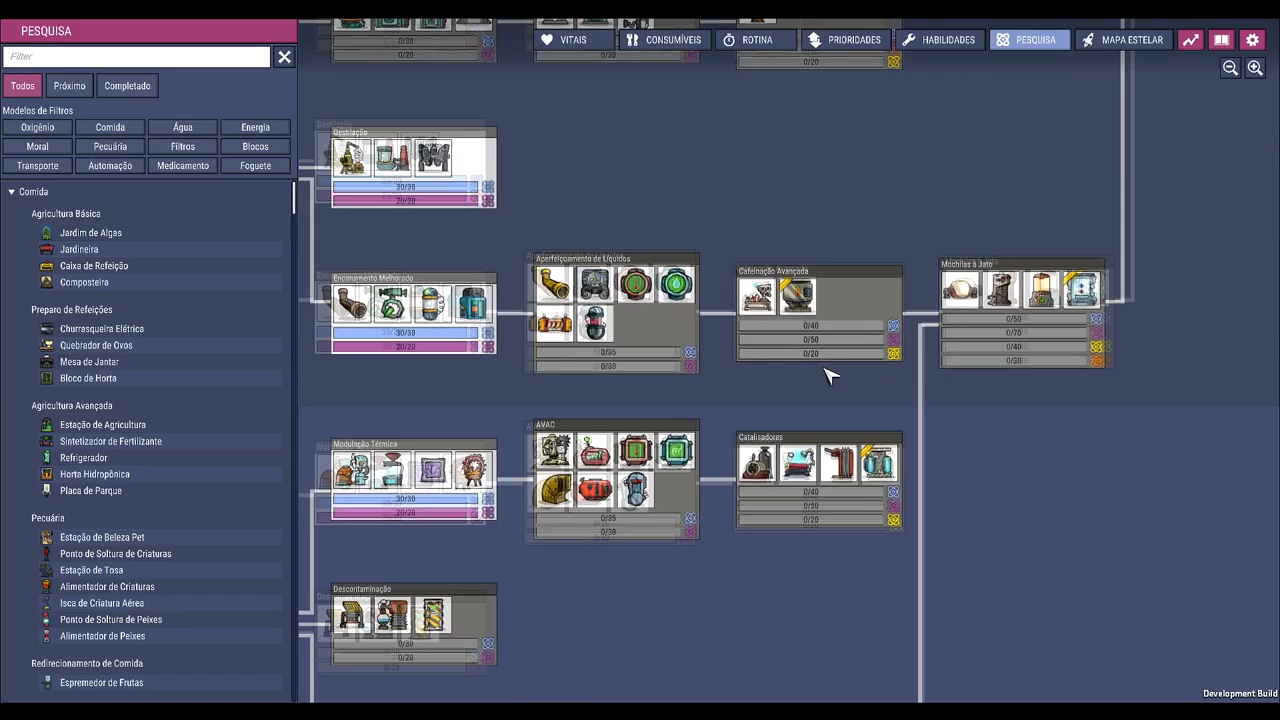 PESQUISA
VITAIS
CONSUMÍVEIS
ROTINA
PRIORIDADES
HABILIDADES
PESQUISA
MAPA ESTELAR
Filter
Todos
Próximo
Completado
Modelos de Filtros
Oxigênio
Comida
Água
Energia
Moral
Pecuária
Filtros
Blocos
Transporte
Automação
Medicamento
Foguete
Comida
Agricultura Básica
Jardim de Algas
Jardineira
Caixa de Refeição
Composteira
Preparo de Refeições
Churrasqueira Elétrica
Quebrador de Ovos
Mesa de Jantar
Bloco de Horta
Agricultura Avançada
Estação de Agricultura
Sintetizador de Fertilizante
Refrigerador
Horta Hidropônica
Placa de Parque
Pecuária
Estação de Beleza Pet
Ponto de Soltura de Criaturas
Estação de Tosa
Alimentador de Criaturas
Isca de Criatura Aérea
Ponto de Soltura de Peixes
Alimentador de Peixes
Redirecionamento de Comida
Espremedor de Frutas
0/30
0/20
0/30
0/20
Destilação
30/30
20/20
Encanamento Melhorado
30/30
20/20
Aperfeiçoamento de Líquidos
0/35
0/30
Cafeinação Avançada
0/40
0/50
0/20
Mochilas à Jato
0/60
0/70
0/40
0/30
Modulação Térmica
30/30
20/20
AVAC
0/35
0/30
Catalisadores
0/40
0/50
0/20
Descontaminação
0/30
0/20
Development Build